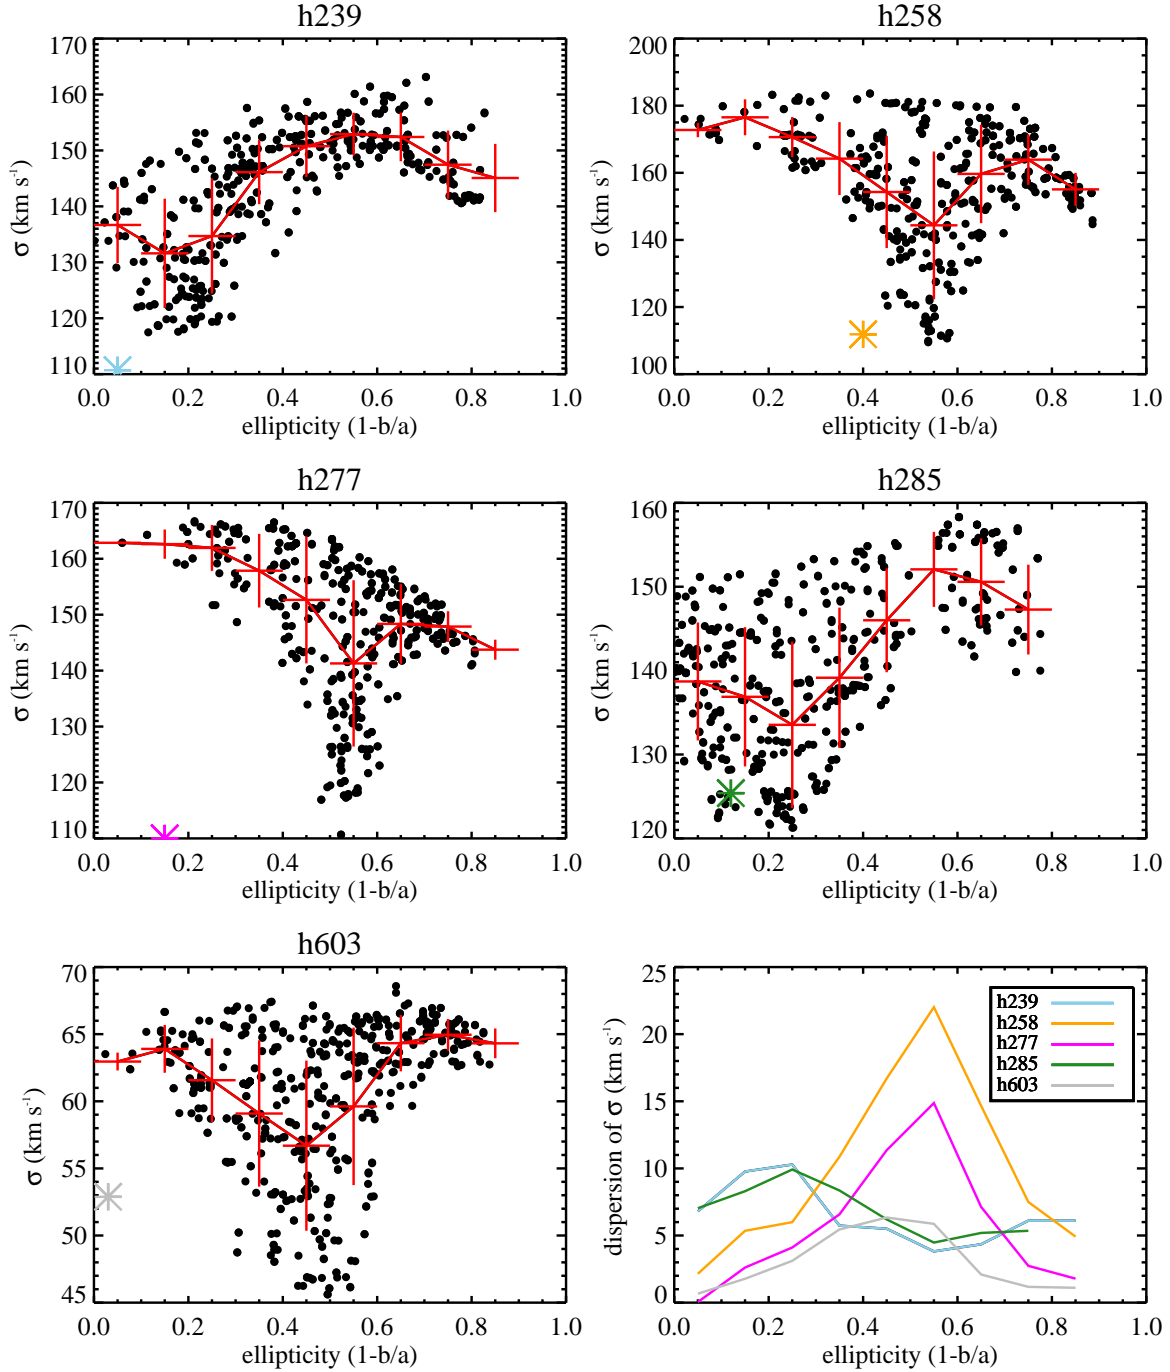 h239
170
160
150
140
130
120
110
σ (km s-1)
0.0 0.2 0.4 0.6 0.8 1.0
ellipticity (1-b/a)
h258
200
180
160
140
120
100
σ (km s-1)
0.0 0.2 0.4 0.6 0.8 1.0
ellipticity (1-b/a)
h277
170
160
150
140
130
120
110
σ (km s-1)
0.0 0.2 0.4 0.6 0.8 1.0
ellipticity (1-b/a)
h285
160
150
140
130
120
σ (km s-1)
0.0 0.2 0.4 0.6 0.8 1.0
ellipticity (1-b/a)
h603
70
65
60
55
50
45
σ (km s-1)
0.0 0.2 0.4 0.6 0.8 1.0
ellipticity (1-b/a)
25
20
15
10
5
0
dispersion of σ (km s-1)
h239
h258
h277
h285
h603
0.0 0.2 0.4 0.6 0.8 1.0
ellipticity (1-b/a)